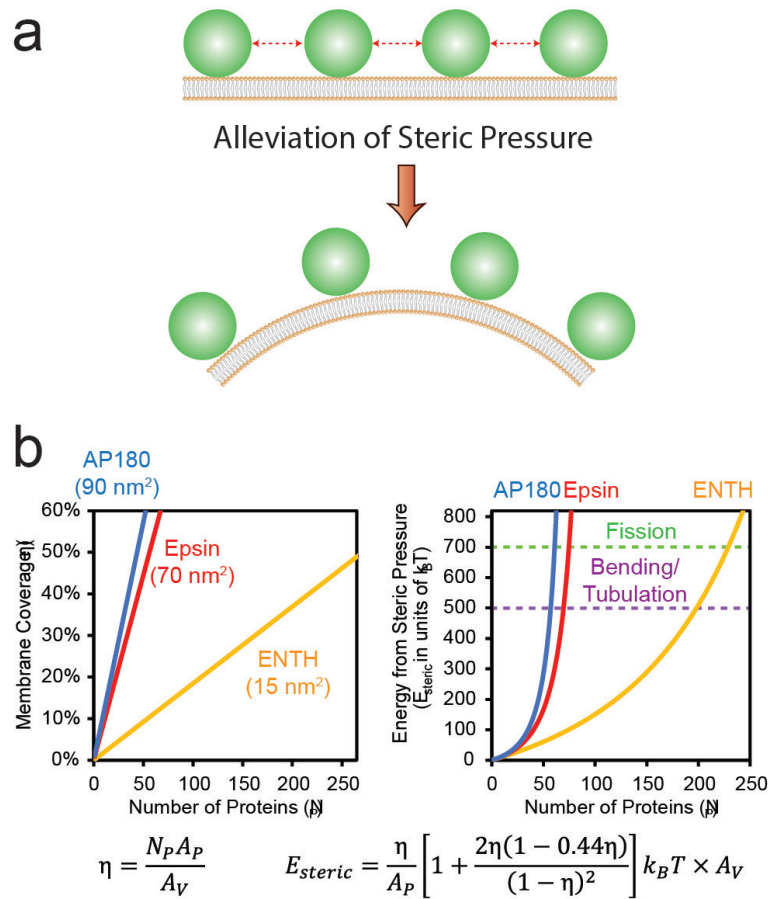 a
Alleviation of Steric Pressure
b
AP180
(90 nm²)
Epsin
(70 nm²)
ENTH
(15 nm²)
Membrane Coverage (η)
60%
50%
40%
30%
20%
10%
0%
0 50 100 150 200 250
Number of Proteins (Nₚ)
AP180 Epsin ENTH
Fission
Bending/
Tubulation
Energy from Steric Pressure
(E_steric in units of k_BT)
800
700
600
500
400
300
200
100
0
0 50 100 150 200 250
Number of Proteins (Nₚ)
η = N_P A_P / A_V
E_steric = η / A_P [1 + 2η(1 − 0.44η) / (1 − η)²] k_B T × A_V